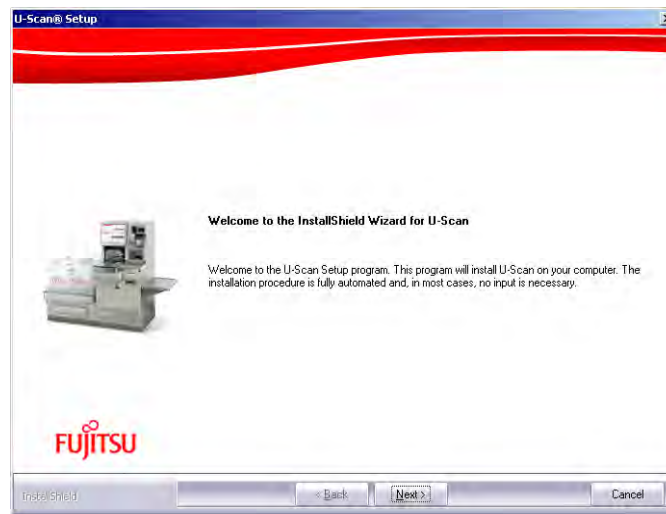 U-Scan® Setup
Welcome to the InstallShield Wizard for U-Scan
Welcome to the U-Scan Setup program. This program will install U-Scan on your computer. The
installation procedure is fully automated and, in most cases, no input is necessary.
FUJITSU
InstallShield
< Back
Next >
Cancel